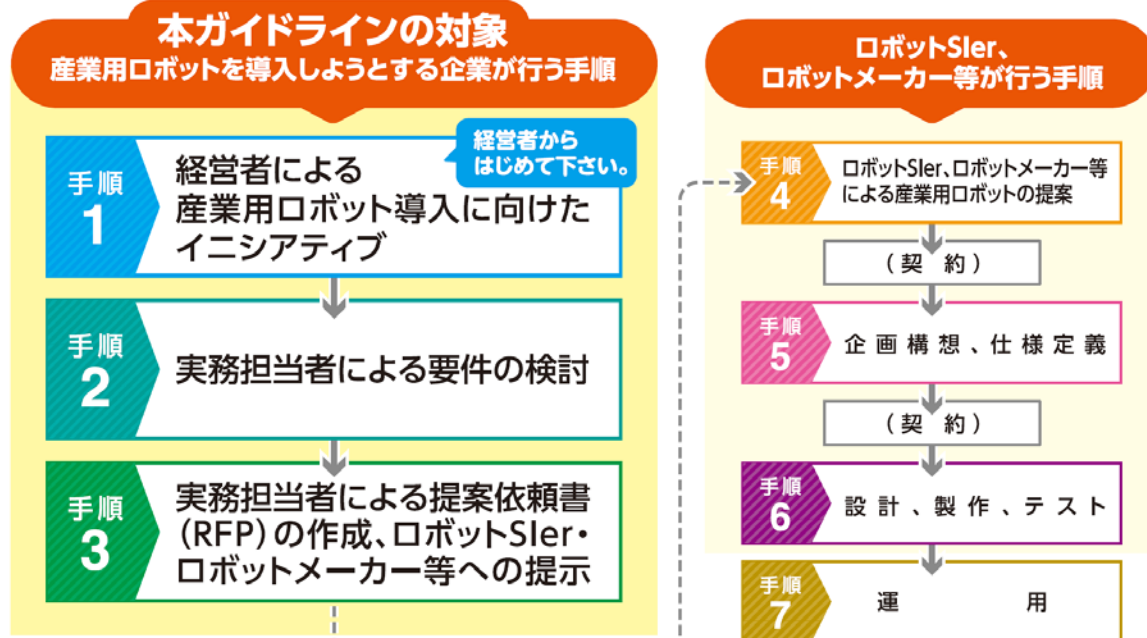 本ガイドラインの対象
産業用ロボットを導入しようとする企業が行う手順
経営者から
はじめて下さい。
手順
1
経営者による
産業用ロボット導入に向けた
イニシアティブ
手順
2
実務担当者による要件の検討
手順
3
実務担当者による提案依頼書
(RFP)の作成、ロボットSIer・
ロボットメーカー等への提示
ロボットSIer、
ロボットメーカー等が行う手順
手順
4
ロボットSIer、ロボットメーカー等
による産業用ロボットの提案
(契 約)
手順
5
企画構想、仕様定義
(契 約)
手順
6
設計、製作、テスト
手順
7
運 用